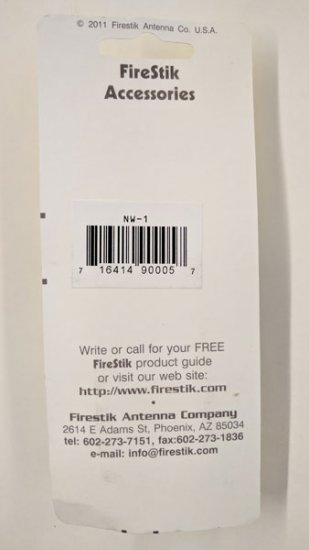 © 2011 Firestik Antenna Co. U.S.A.
FireStik
Accessories
NW-1
7 16414 90005 7
Write or call for your FREE
FireStik product guide
or visit our web site:
http://www.firestik.com
•
Firestik Antenna Company
2614 E Adams St, Phoenix, AZ 85034
tel: 602-273-7151, fax:602-273-1836
e-mail: info@firestik.com